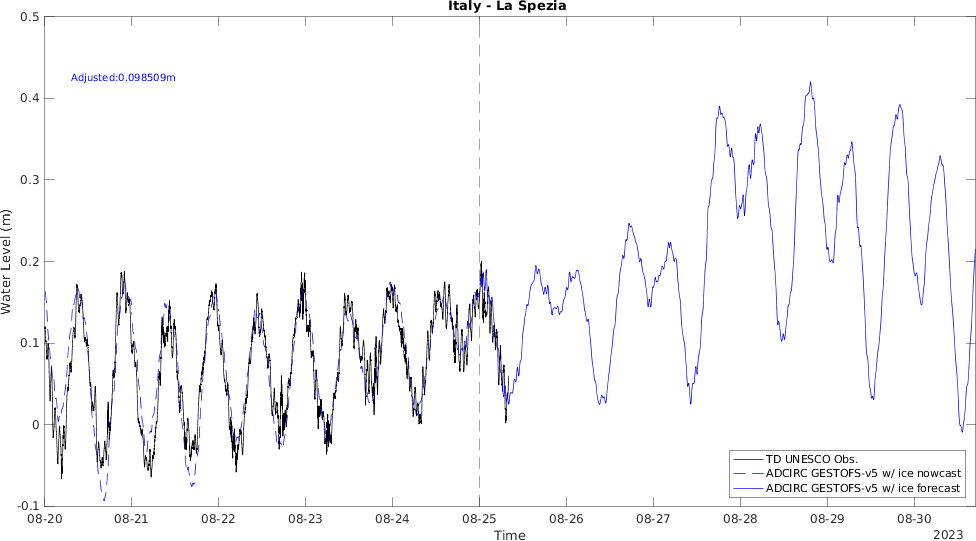 Italy - La Spezia
Adjusted:0.098509m
Water Level (m)
0.5
0.4
0.3
0.2
0.1
0
-0.1
TD UNESCO Obs.
ADCIRC GESTOFS-v5 w/ ice nowcast
ADCIRC GESTOFS-v5 w/ ice forecast
08-20 08-21 08-22 08-23 08-24 08-25 08-26 08-27 08-28 08-29 08-30
Time
2023